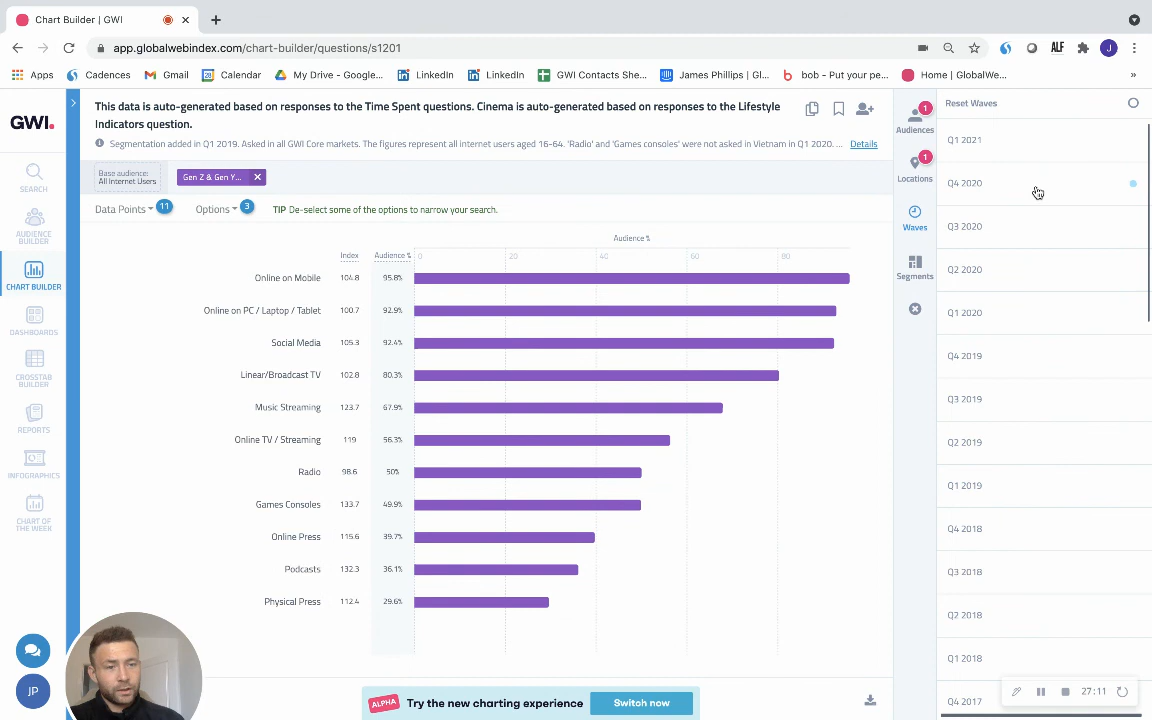 Chart Builder | GWI
app.globalwebindex.com/chart-builder/questions/s1201
ALF
J
Apps
Cadences
Gmail
Calendar
My Drive - Google...
LinkedIn
LinkedIn
GWI Contacts She...
James Phillips | Gl...
bob - Put your pe...
Home | GlobalWe...
»
GWI.
SEARCH
AUDIENCE BUILDER
CHART BUILDER
DASHBOARDS
CROSSTAB BUILDER
REPORTS
INFOGRAPHICS
CHART OF THE WEEK
JP
This data is auto-generated based on responses to the Time Spent questions. Cinema is auto-generated based on responses to the Lifestyle
Indicators question.
Segmentation added in Q1 2019. Asked in all GWI Core markets. The figures represent all internet users aged 16-64. 'Radio' and 'Games consoles' were not asked in Vietnam in Q1 2020. ... Details
Base audience:
All Internet Users
Gen Z & Gen Y...
Data Points 11 Options 3 TIP De-select some of the options to narrow your search.
Audience %
Index Audience % 0 20 40 60 80
Online on Mobile 104.8 95.8%
Online on PC / Laptop / Tablet 100.7 92.9%
Social Media 105.3 92.4%
Linear/Broadcast TV 102.8 80.3%
Music Streaming 123.7 67.9%
Online TV / Streaming 119 56.3%
Radio 98.6 50%
Games Consoles 133.7 49.9%
Online Press 115.6 39.7%
Podcasts 132.3 36.1%
Physical Press 112.4 29.6%
ALPHA Try the new charting experience Switch now
1
Audiences
1
Locations
Waves
Segments
Reset Waves
Q1 2021
Q4 2020
Q3 2020
Q2 2020
Q1 2020
Q4 2019
Q3 2019
Q2 2019
Q1 2019
Q4 2018
Q3 2018
Q2 2018
Q1 2018
Q4 2017
27:11